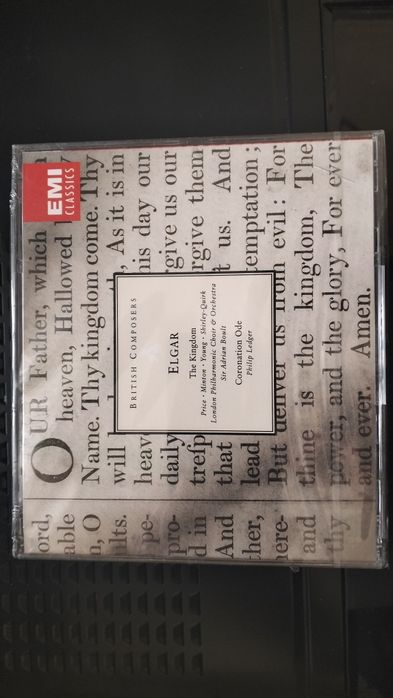 EMI
CLASSICS
OUR Father, which
heaven, Hallowed
Name. Thy kingdom come. Thy
will As it is in
heav his day our
daily rgive us our
tresp rgive them
that t us. And
lead temptation;
But deliver us from evil: For
thine is the kingdom, The
power, and the glory, For ever
and ever. Amen.
ord,
able
n, O
ults.
pe-
pro-
d in
And
ther,
here-
and
thy
BRITISH COMPOSERS
ELGAR
The Kingdom
Price · Minton · Young · Shirley-Quirk
London Philharmonic Choir & Orchestra
Sir Adrian Boult
Coronation Ode
Philip Ledger